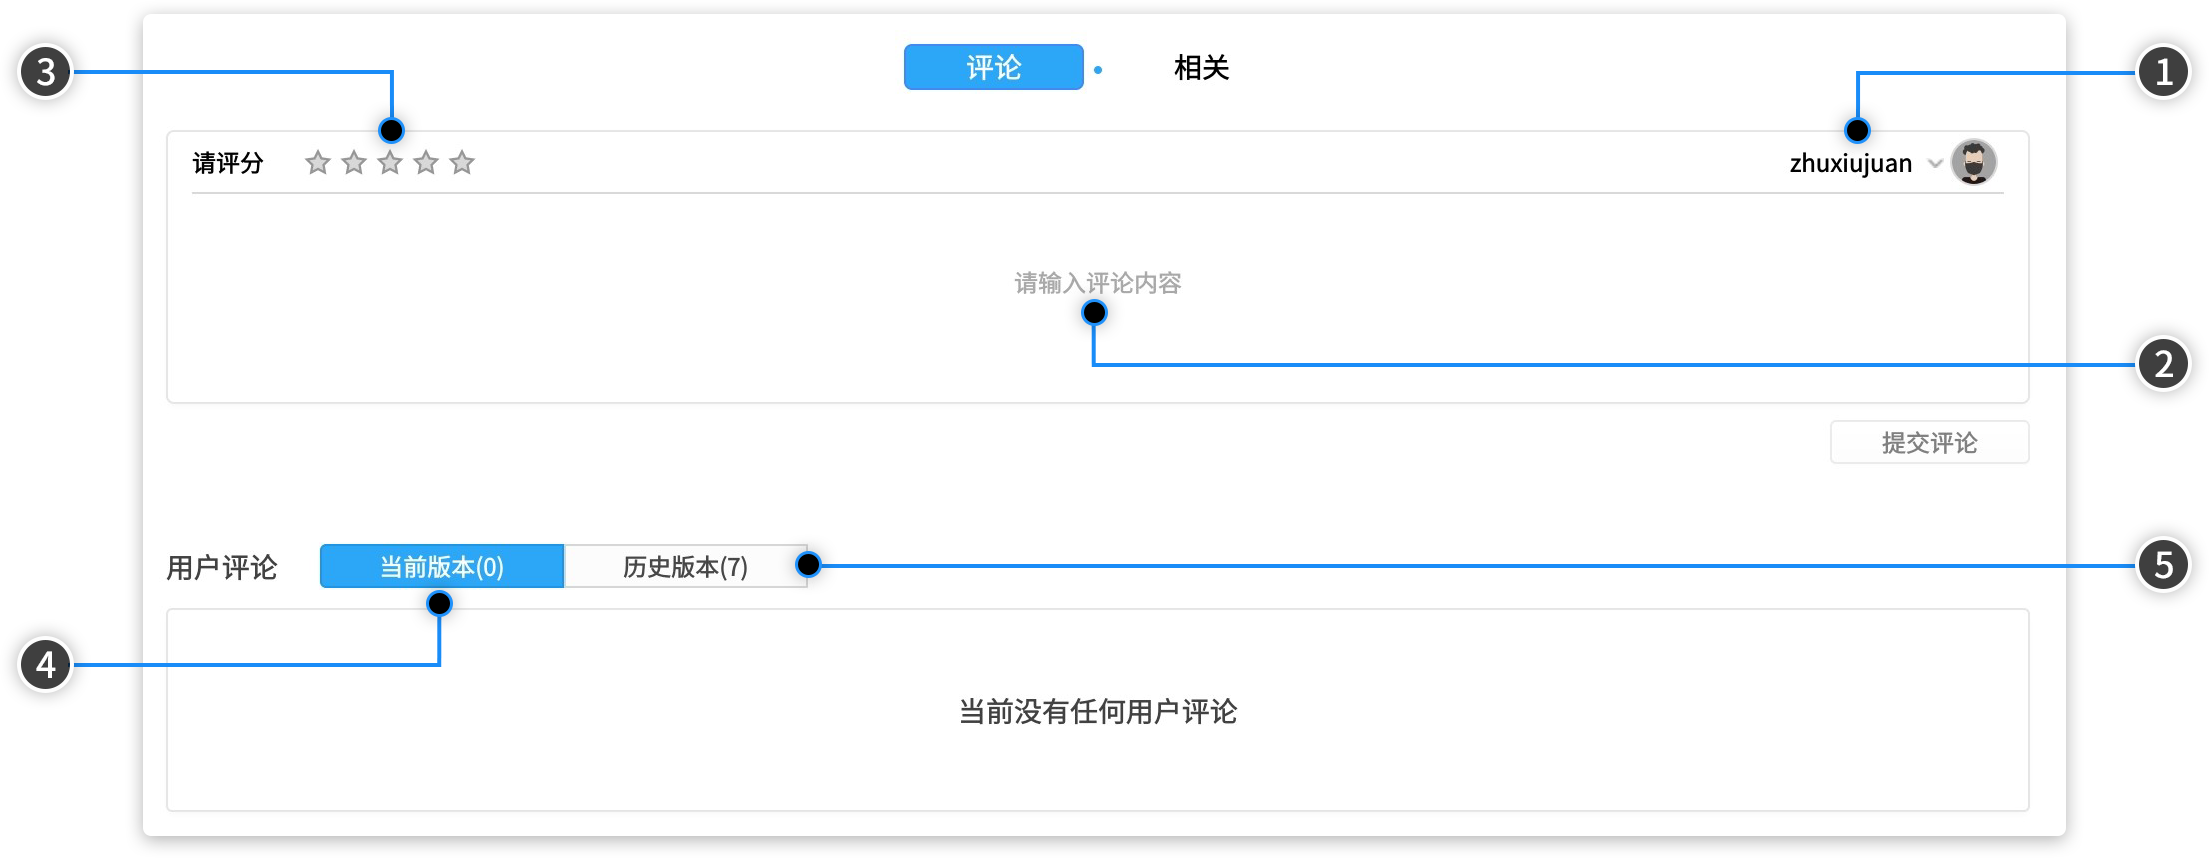 评论
相关
3
1
请评分
zhuxiujuan
请输入评论内容
2
提交评论
用户评论
当前版本(0)
历史版本(7)
5
4
当前没有任何用户评论